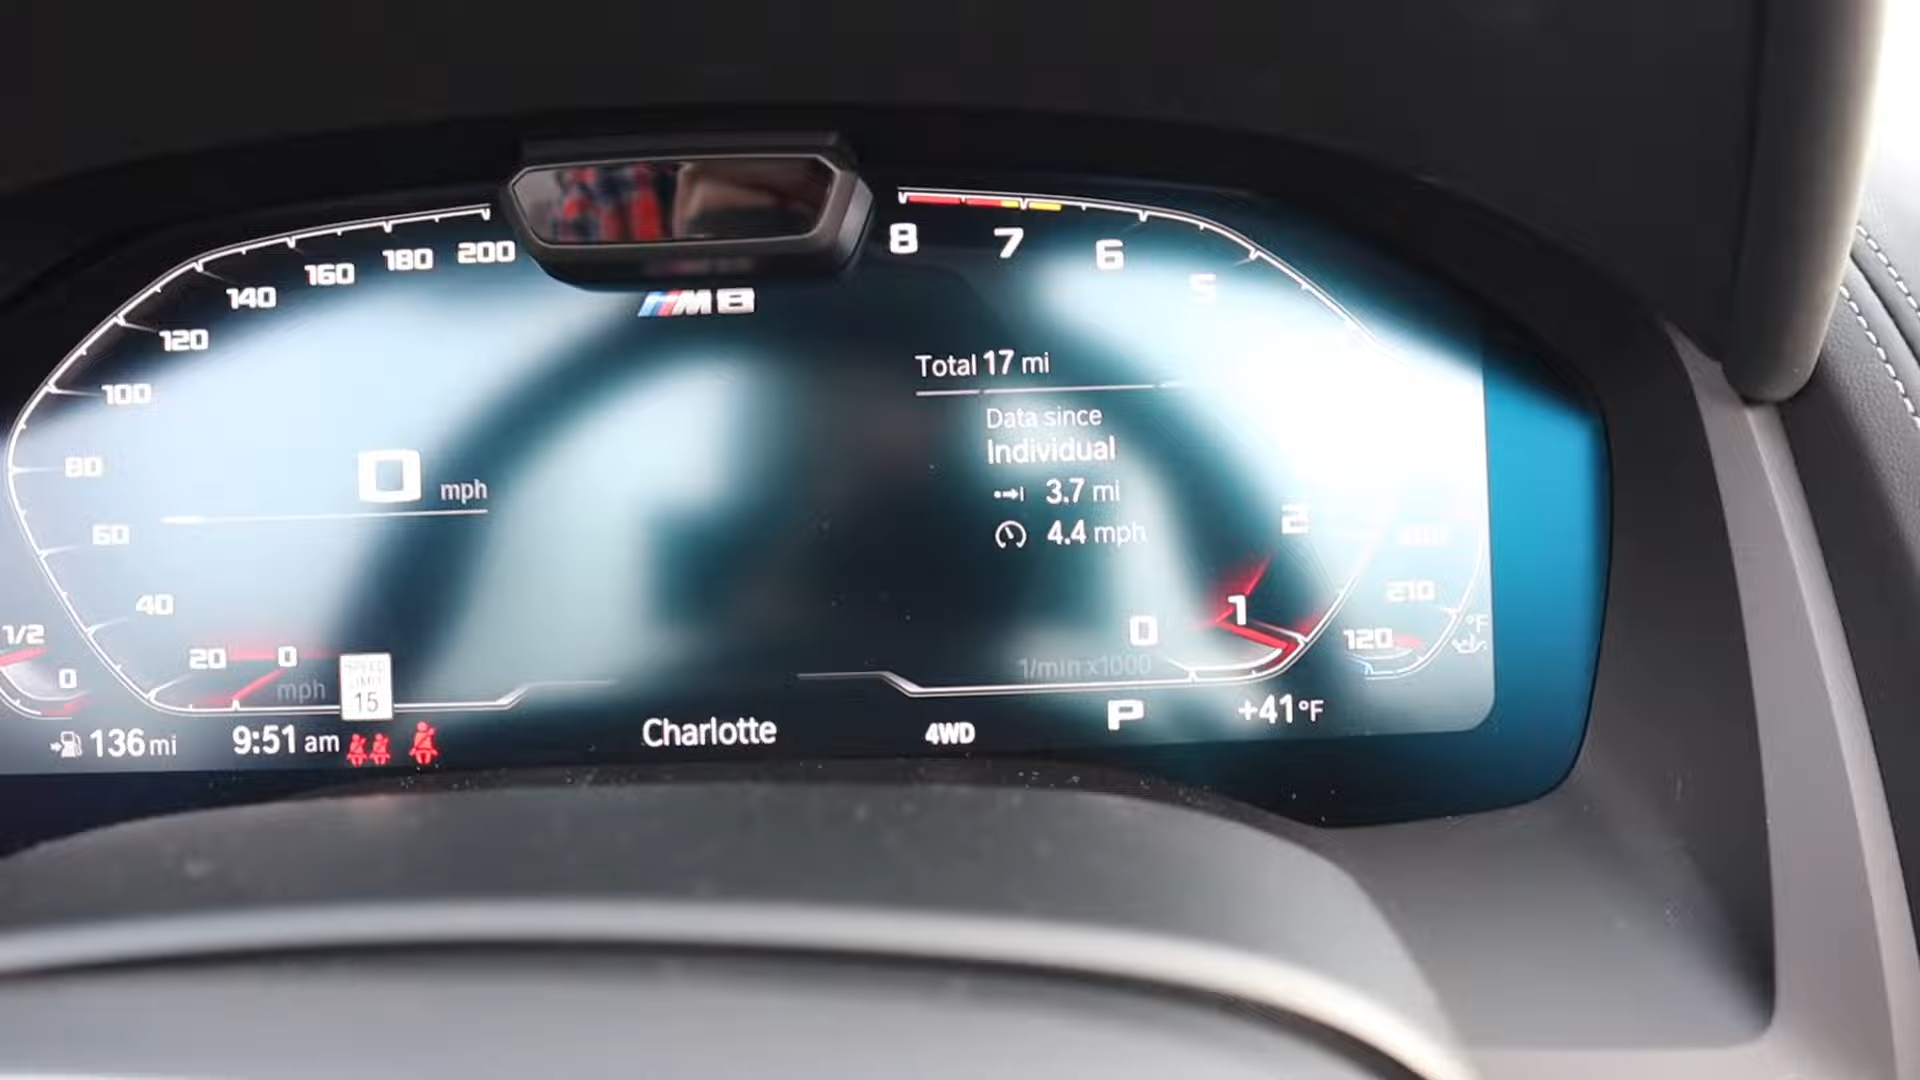 200
180
160
140
120
100
80
60
40
20
0
mph
1/2
0
0 mph
SPEED
LIMIT
15
M8
8
7
6
5
2
1
0
1/min x1000
Total 17 mi
Data since
Individual
3.7 mi
4.4 mph
210
120
°F
136 mi
9:51 am
Charlotte
4WD
P
+41°F